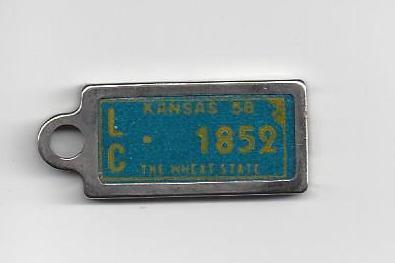 KANSAS 58
LC · 1852
THE WHEAT STATE